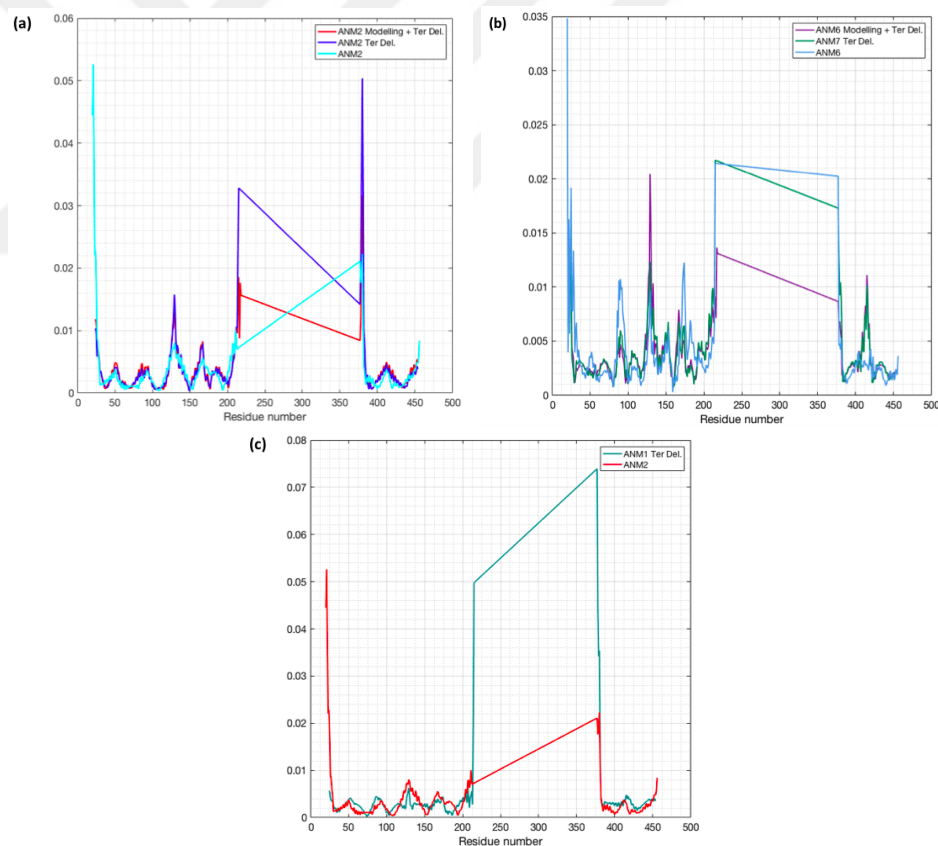 (a)
0.06
0.05
0.04
0.03
0.02
0.01
0
0 50 100 150 200 250 300 350 400 450 500
Residue number
ANM2 Modelling + Ter Del.
ANM2 Ter Del.
ANM2
(b)
0.035
0.03
0.025
0.02
0.015
0.01
0.005
0
0 50 100 150 200 250 300 350 400 450 500
Residue number
ANM6 Modelling + Ter Del.
ANM7 Ter Del.
ANM6
(c)
0.08
0.07
0.06
0.05
0.04
0.03
0.02
0.01
0
0 50 100 150 200 250 300 350 400 450 500
Residue number
ANM1 Ter Del.
ANM2